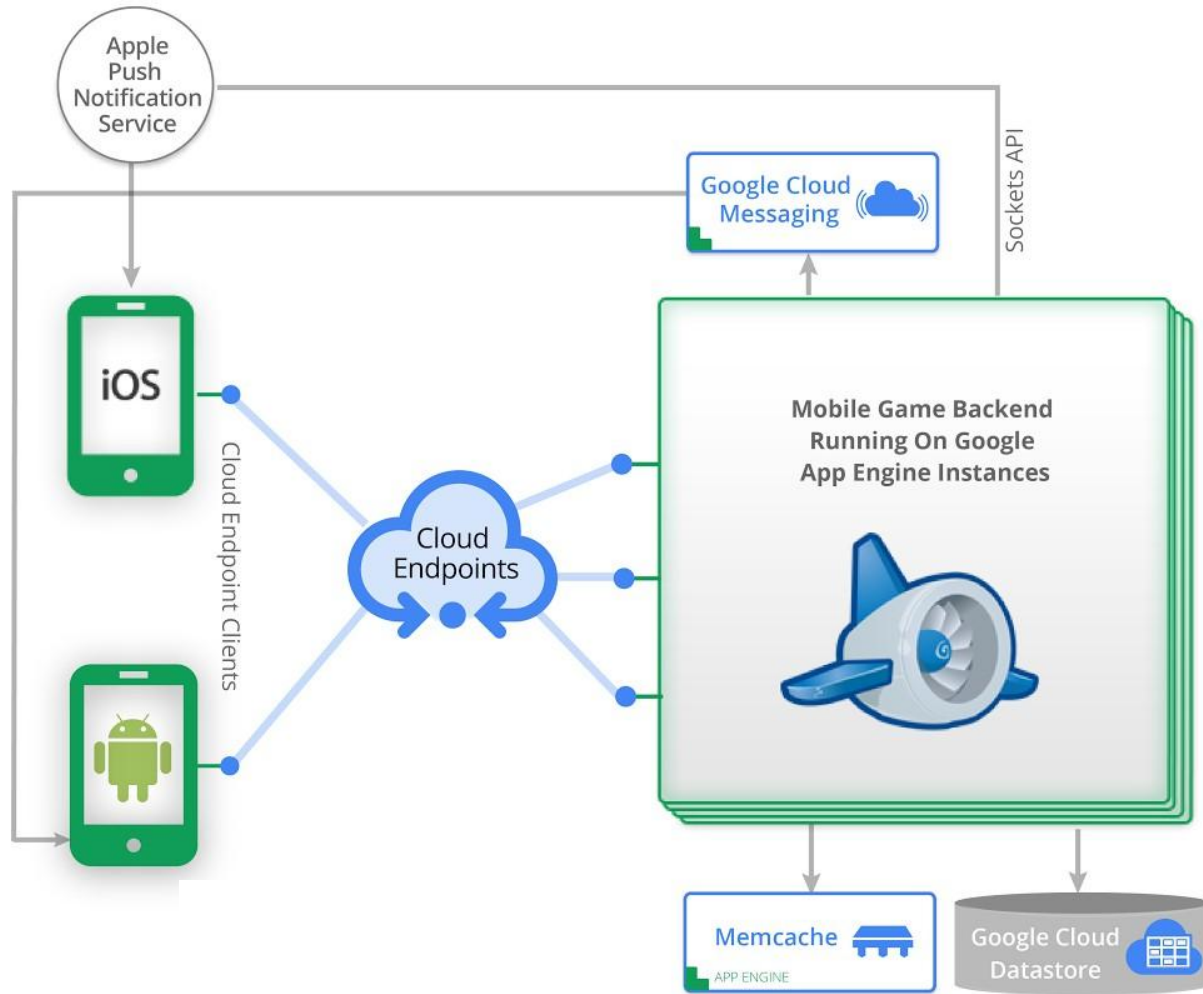 Apple
Push
Notification
Service
Sockets API
Google Cloud
Messaging
iOS
Cloud Endpoint Clients
Cloud
Endpoints
Mobile Game Backend
Running On Google
App Engine Instances
Memcache
APP ENGINE
Google Cloud
Datastore